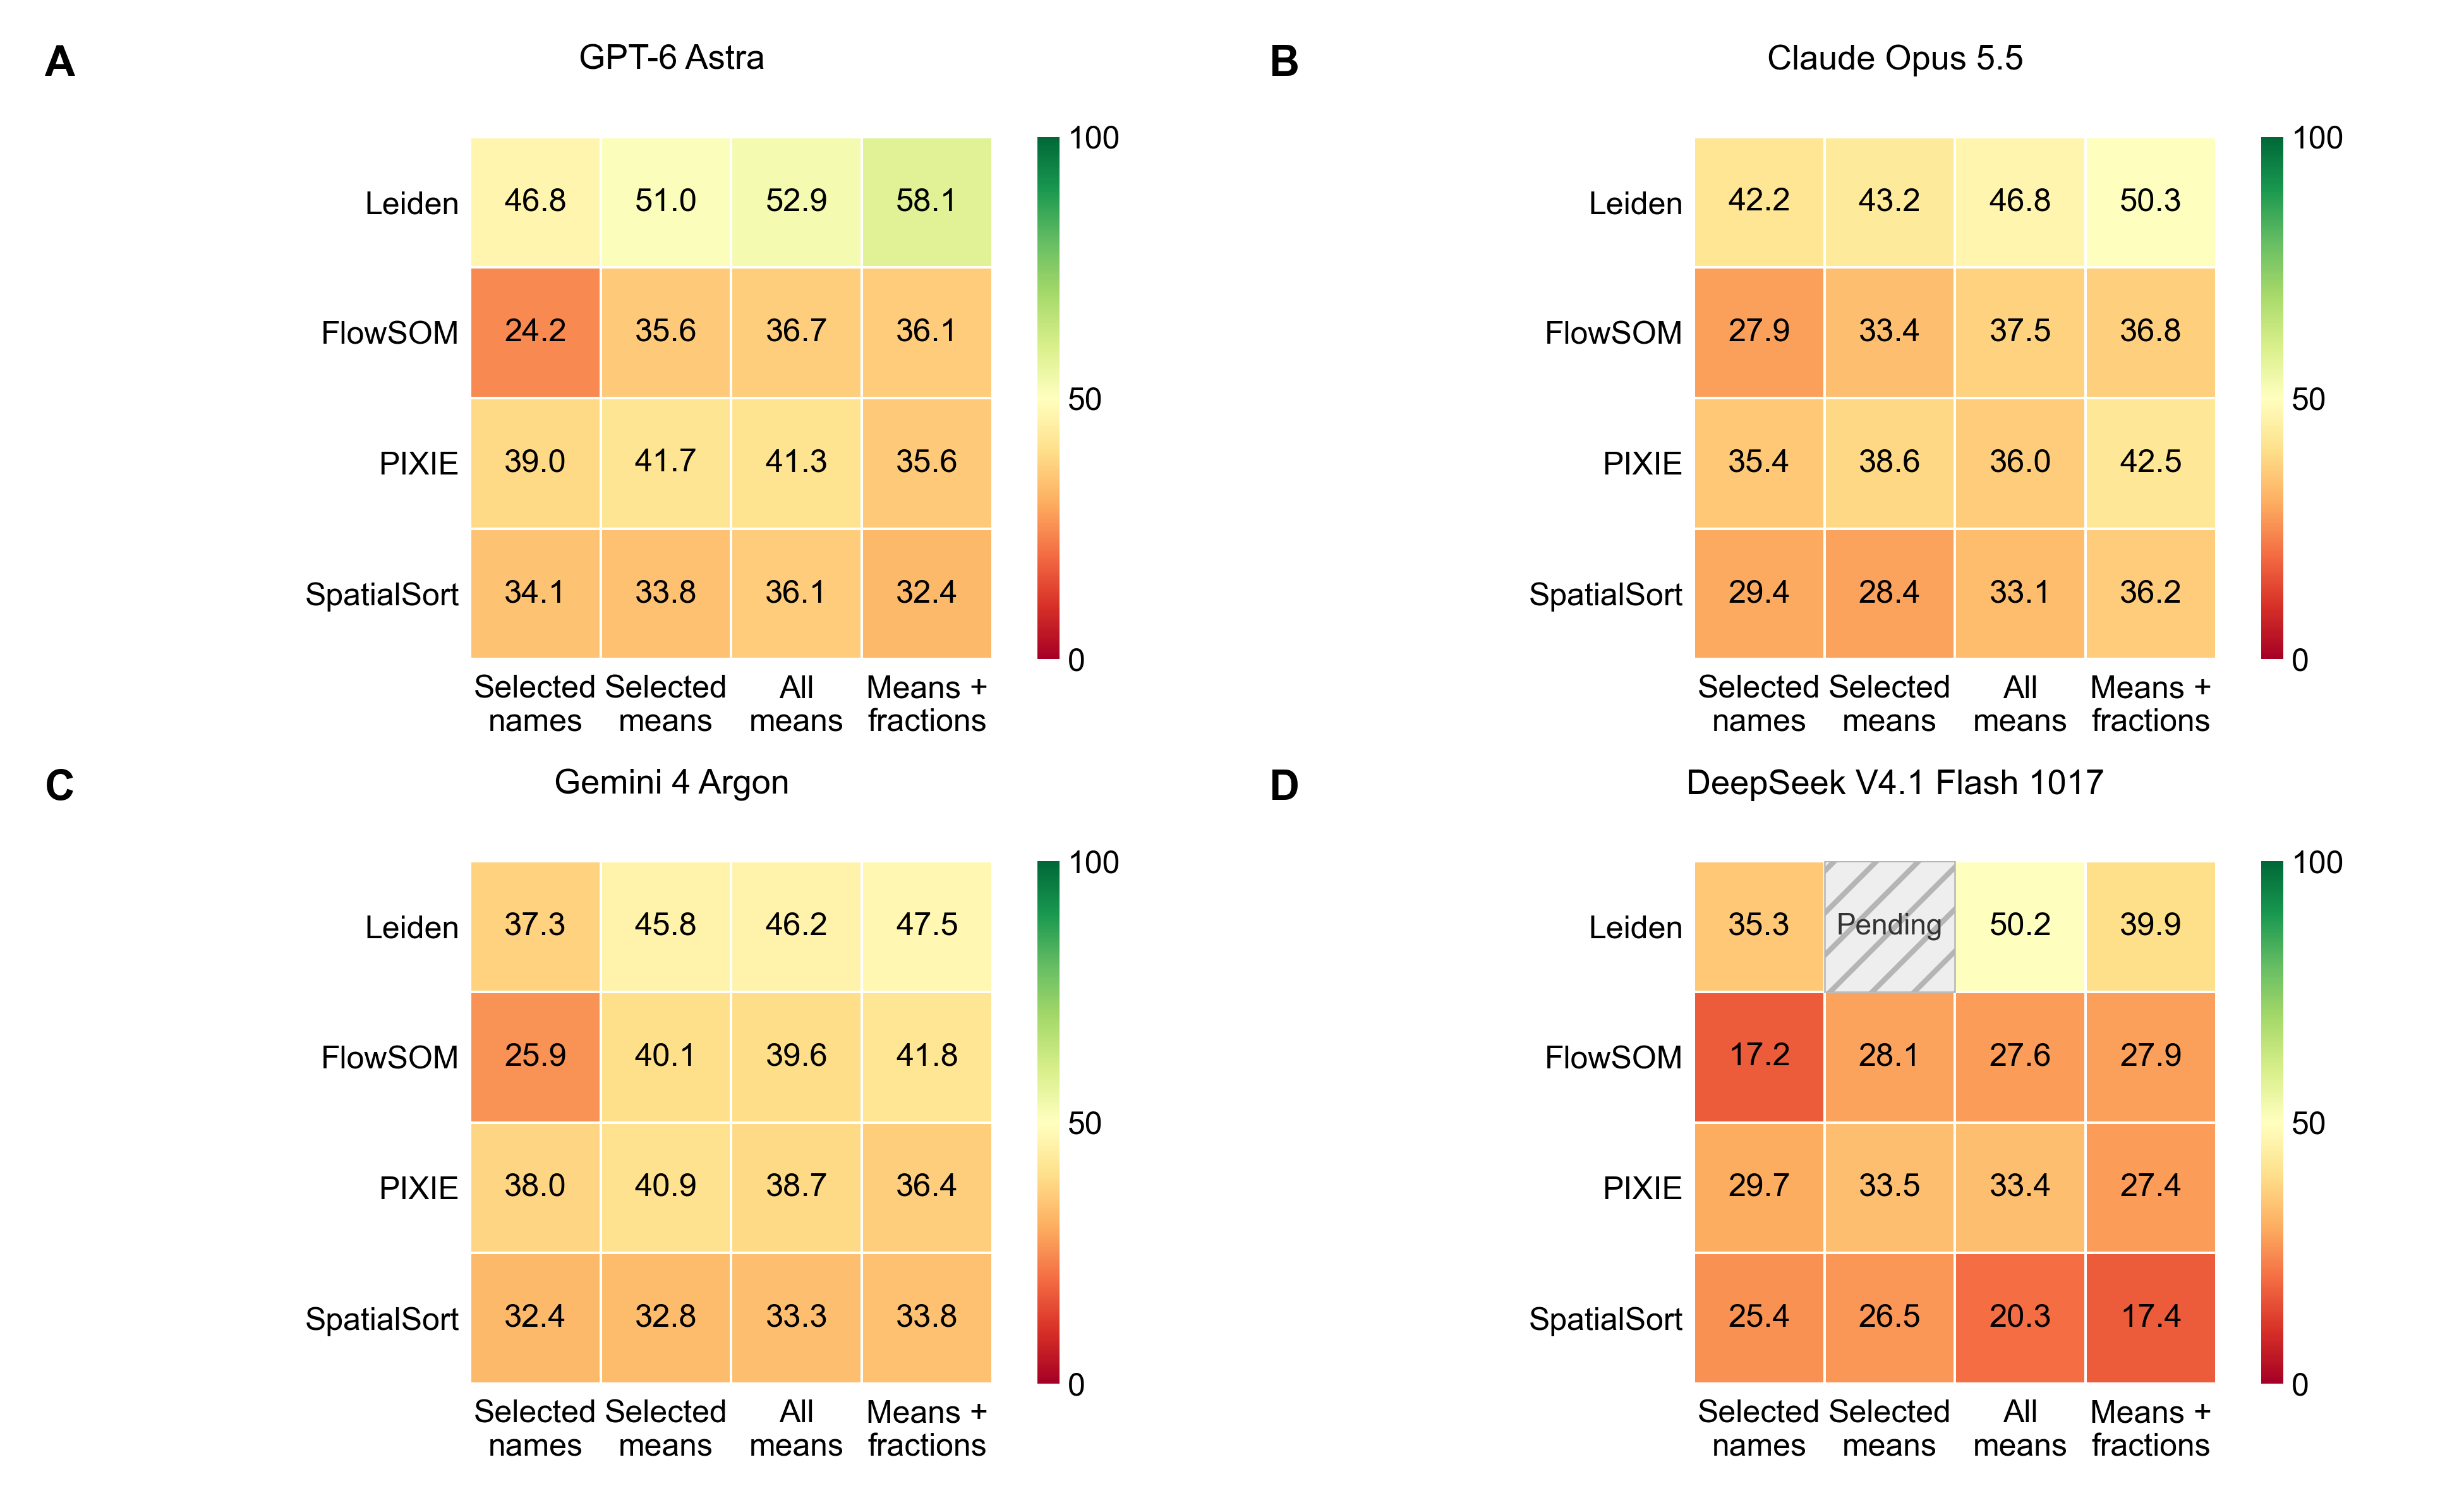 A
GPT-6 Astra
100
50
0
Leiden 46.8 51.0 52.9 58.1
FlowSOM 24.2 35.6 36.7 36.1
PIXIE 39.0 41.7 41.3 35.6
SpatialSort 34.1 33.8 36.1 32.4
Selected Selected All Means +
names means means fractions
B
Claude Opus 5.5
100
50
0
Leiden 42.2 43.2 46.8 50.3
FlowSOM 27.9 33.4 37.5 36.8
PIXIE 35.4 38.6 36.0 42.5
SpatialSort 29.4 28.4 33.1 36.2
Selected Selected All Means +
names means means fractions
C
Gemini 4 Argon
100
50
0
Leiden 37.3 45.8 46.2 47.5
FlowSOM 25.9 40.1 39.6 41.8
PIXIE 38.0 40.9 38.7 36.4
SpatialSort 32.4 32.8 33.3 33.8
Selected Selected All Means +
names means means fractions
D
DeepSeek V4.1 Flash 1017
100
50
0
Leiden 35.3 Pending 50.2 39.9
FlowSOM 17.2 28.1 27.6 27.9
PIXIE 29.7 33.5 33.4 27.4
SpatialSort 25.4 26.5 20.3 17.4
Selected Selected All Means +
names means means fractions